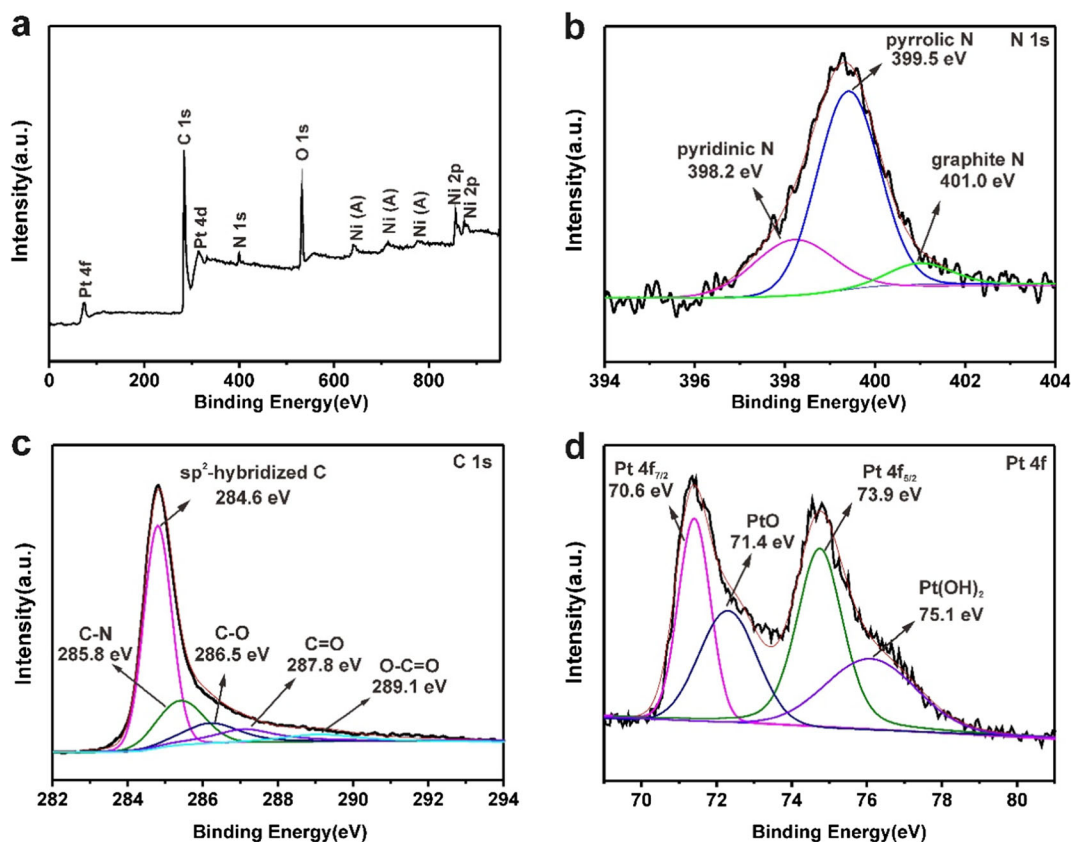 a
Intensity(a.u.)
Pt 4f
C 1s
Pt 4d
N 1s
O 1s
Ni (A)
Ni (A)
Ni (A)
Ni 2p
Ni 2p
0 200 400 600 800
Binding Energy(eV)
b
N 1s
Intensity(a.u.)
pyrrolic N
399.5 eV
pyridinic N
398.2 eV
graphite N
401.0 eV
394 396 398 400 402 404
Binding Energy(eV)
c
C 1s
Intensity(a.u.)
sp²-hybridized C
284.6 eV
C-N
285.8 eV
C-O
286.5 eV
C=O
287.8 eV
O-C=O
289.1 eV
282 284 286 288 290 292 294
Binding Energy(eV)
d
Pt 4f
Intensity(a.u.)
Pt 4f₇/₂
70.6 eV
PtO
71.4 eV
Pt 4f₅/₂
73.9 eV
Pt(OH)₂
75.1 eV
70 72 74 76 78 80
Binding Energy(eV)